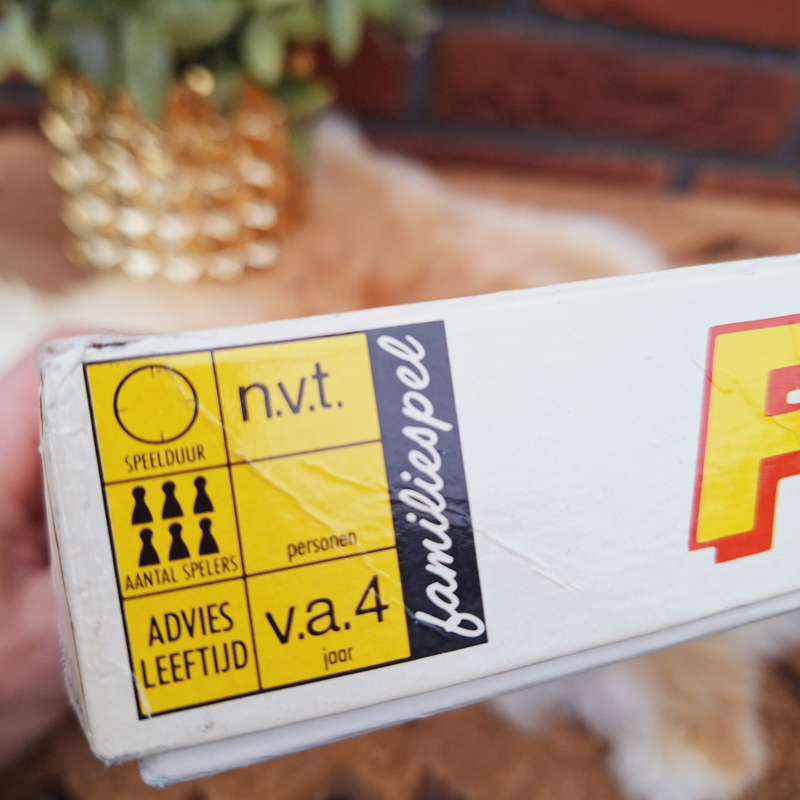 SPEELDUUR
n.v.t.
AANTAL SPELERS
personen
ADVIES
LEEFTIJD
v.a.4
jaar
familiespel